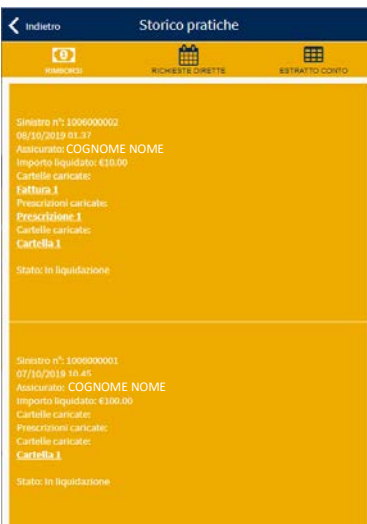 Indietro
Storico pratiche
RIMBORSI
RICHIESTE DIRETTE
ESTRATTO CONTO
Sinistro n°: 1006000002
08/10/2019 01.37
Assicurato: COGNOME NOME
Importo liquidato: €10.00
Cartelle caricate:
Fattura 1
Prescrizioni caricate:
Prescrizione 1
Cartelle caricate:
Cartella 1
Stato: In liquidazione
Sinistro n°: 1006000001
07/10/2019 10.45
Assicurato: COGNOME NOME
Importo liquidato: €100.00
Cartelle caricate:
Prescrizioni caricate:
Cartelle caricate:
Cartella 1
Stato: In liquidazione